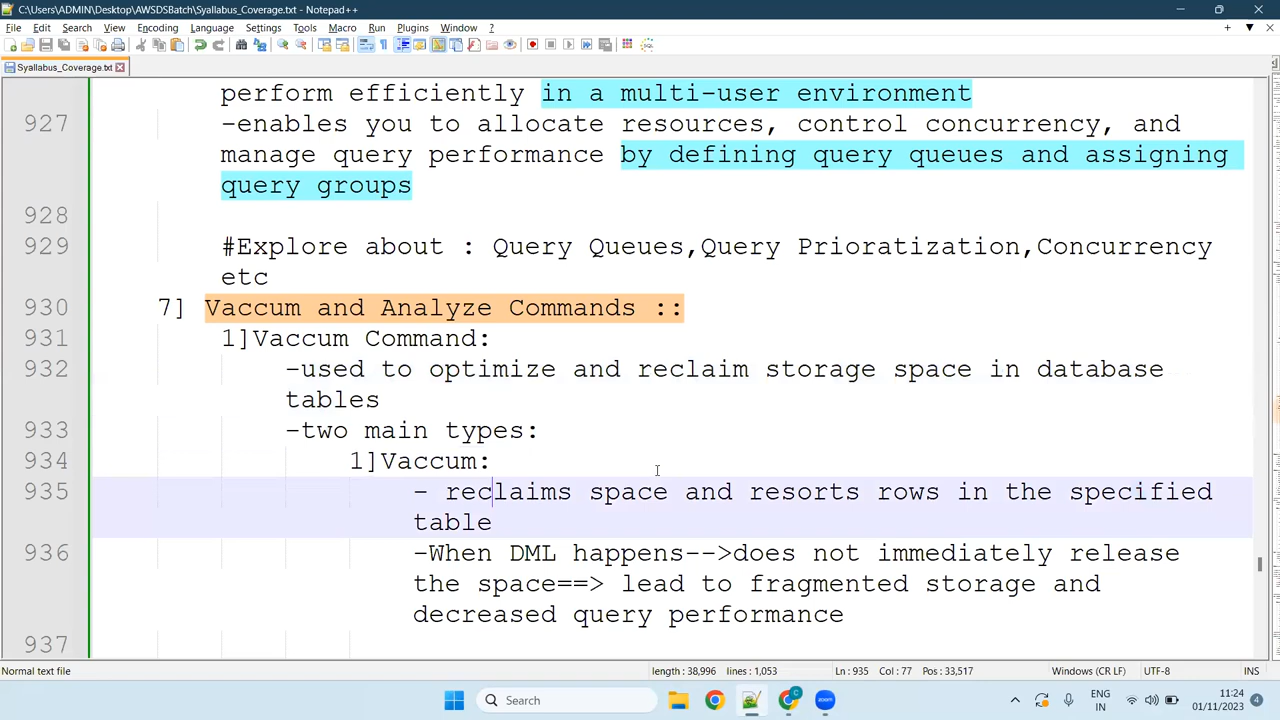 C:\Users\ADMIN\Desktop\AWSDSBatch\Syallabus_Coverage.txt - Notepad++
File Edit Search View Encoding Language Settings Tools Macro Run Plugins Window ?
Syallabus_Coverage.txt
perform efficiently in a multi-user environment
927 -enables you to allocate resources, control concurrency, and
manage query performance by defining query queues and assigning
query groups
928
929 #Explore about : Query Queues,Query Prioratization,Concurrency
etc
930 7] Vaccum and Analyze Commands ::
931 1]Vaccum Command:
932 -used to optimize and reclaim storage space in database
tables
933 -two main types:
934 1]Vaccum:
935 - reclaims space and resorts rows in the specified
table
936 -When DML happens-->does not immediately release
the space==> lead to fragmented storage and
decreased query performance
937
Normal text file length : 38,996 lines : 1,053 Ln : 935 Col : 77 Pos : 33,517 Windows (CR LF) UTF-8 INS
Search ENG 11:24
IN 01/11/2023 4